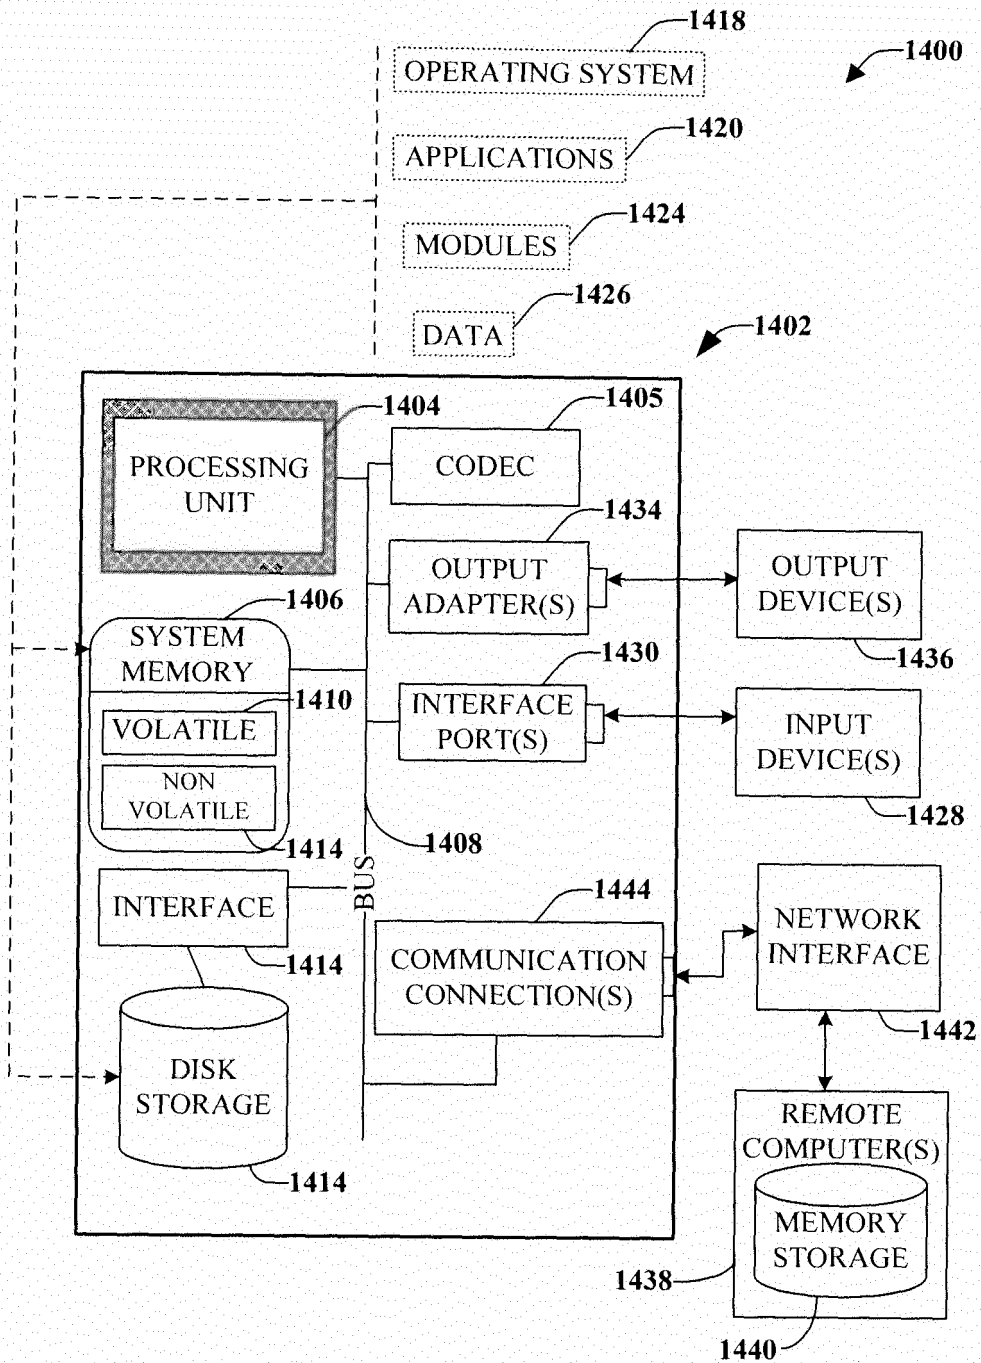 1418
1400
OPERATING SYSTEM
1420
APPLICATIONS
1424
MODULES
1426
DATA
1402
1404
1405
PROCESSING
UNIT
CODEC
1434
OUTPUT
ADAPTER(S)
OUTPUT
DEVICE(S)
1436
1406
SYSTEM
MEMORY
1430
INTERFACE
PORT(S)
1410
VOLATILE
NON
VOLATILE
1414
INPUT
DEVICE(S)
1428
1408
BUS
INTERFACE
1414
1444
COMMUNICATION
CONNECTION(S)
NETWORK
INTERFACE
1442
DISK
STORAGE
1414
REMOTE
COMPUTER(S)
MEMORY
STORAGE
1438
1440